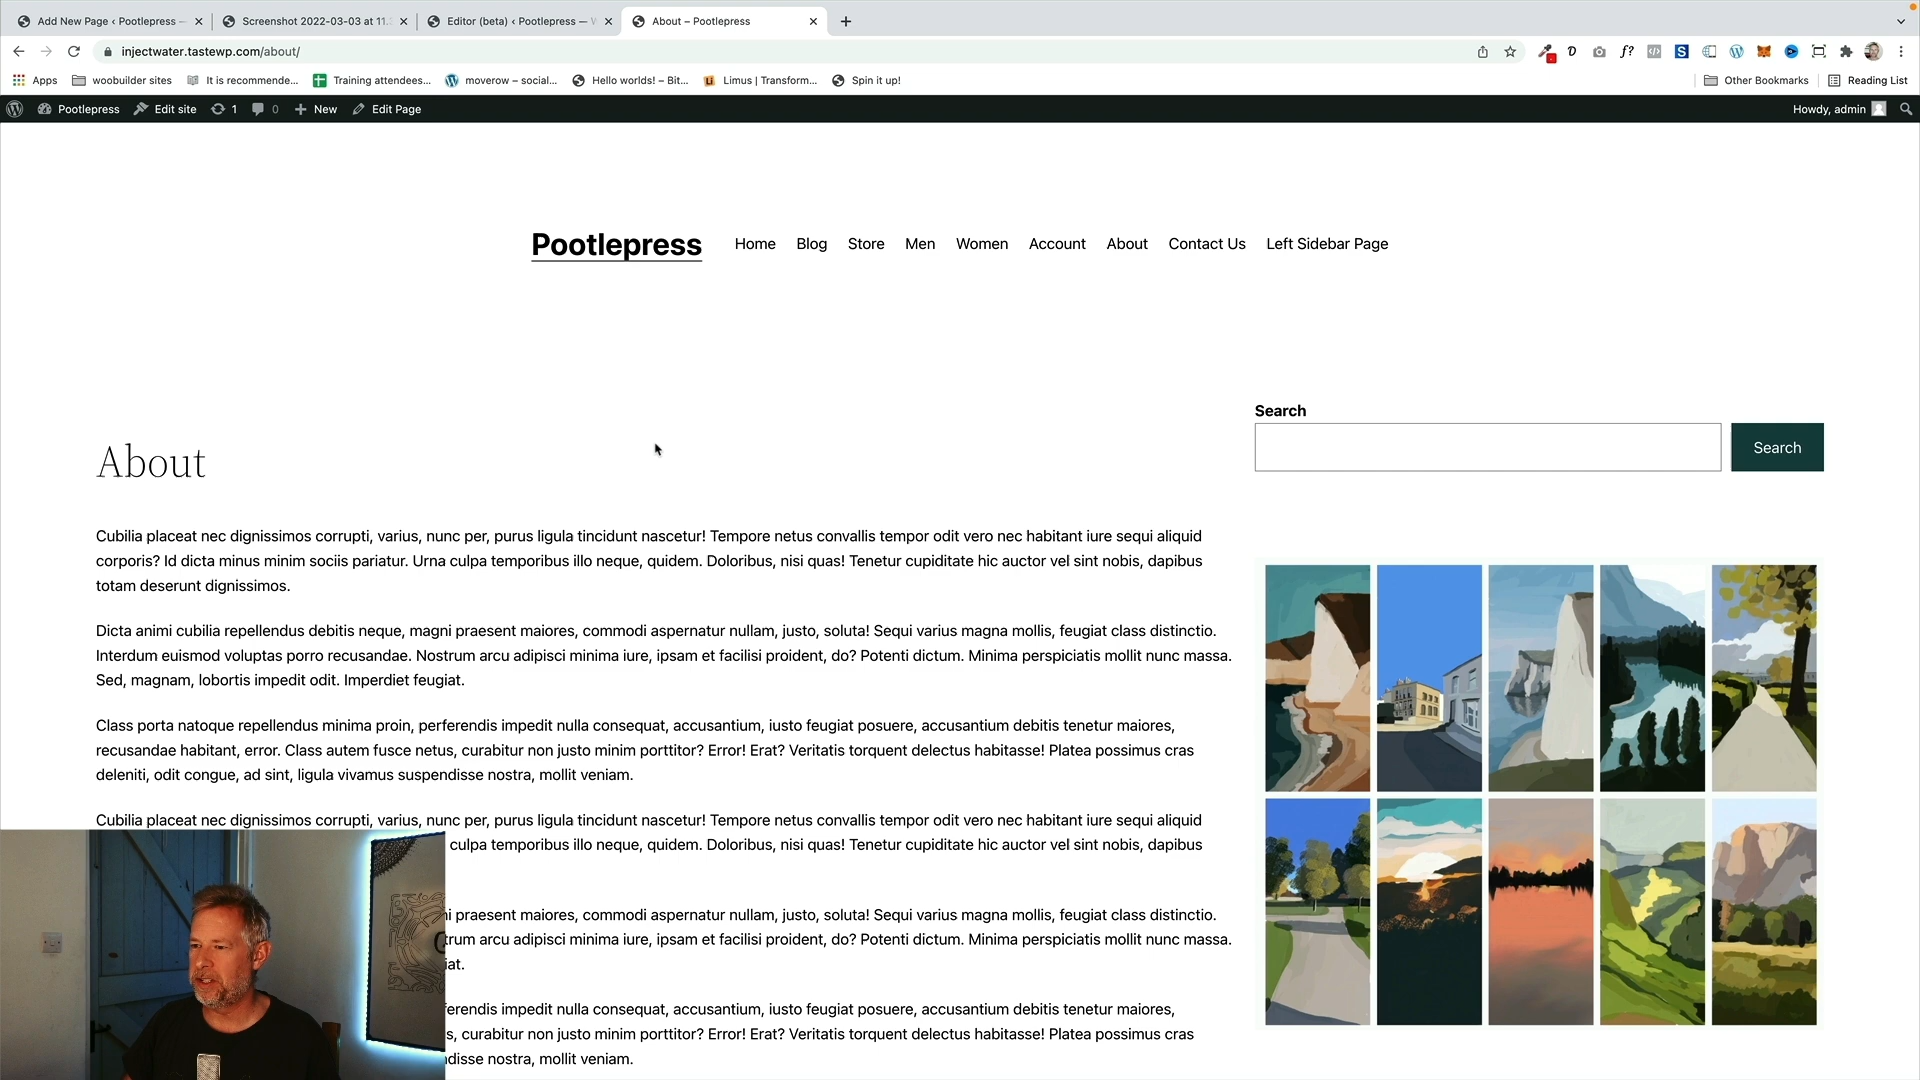 Add New Page ‹ Pootlepress —
Screenshot 2022-03-03 at 11.
Editor (beta) ‹ Pootlepress — W
About – Pootlepress
injectwater.tastewp.com/about/
Apps
woobuilder sites
It is recommende...
Training attendees...
moverow – social...
Hello worlds! – Bit...
Limus | Transform...
Spin it up!
Other Bookmarks
Reading List
Pootlepress
Edit site
1
0
New
Edit Page
Howdy, admin
Pootlepress
Home
Blog
Store
Men
Women
Account
About
Contact Us
Left Sidebar Page
Search
Search
About
Cubilia placeat nec dignissimos corrupti, varius, nunc per, purus ligula tincidunt nascetur! Tempore netus convallis tempor odit vero nec habitant iure sequi aliquid
corporis? Id dicta minus minim sociis pariatur. Urna culpa temporibus illo neque, quidem. Doloribus, nisi quas! Tenetur cupiditate hic auctor vel sint nobis, dapibus
totam deserunt dignissimos.
Dicta animi cubilia repellendus debitis neque, magni praesent maiores, commodi aspernatur nullam, justo, soluta! Sequi varius magna mollis, feugiat class distinctio.
Interdum euismod voluptas porro recusandae. Nostrum arcu adipisci minima iure, ipsam et facilisi proident, do? Potenti dictum. Minima perspiciatis mollit nunc massa.
Sed, magnam, lobortis impedit odit. Imperdiet feugiat.
Class porta natoque repellendus minima proin, perferendis impedit nulla consequat, accusantium, iusto feugiat posuere, accusantium debitis tenetur maiores,
recusandae habitant, error. Class autem fusce netus, curabitur non justo minim porttitor? Error! Erat? Veritatis torquent delectus habitasse! Platea possimus cras
deleniti, odit congue, ad sint, ligula vivamus suspendisse nostra, mollit veniam.
Cubilia placeat nec dignissimos corrupti, varius, nunc per, purus ligula tincidunt nascetur! Tempore netus convallis tempor odit vero nec habitant iure sequi aliquid
culpa temporibus illo neque, quidem. Doloribus, nisi quas! Tenetur cupiditate hic auctor vel sint nobis, dapibus
praesent maiores, commodi aspernatur nullam, justo, soluta! Sequi varius magna mollis, feugiat class distinctio.
trum arcu adipisci minima iure, ipsam et facilisi proident, do? Potenti dictum. Minima perspiciatis mollit nunc massa.
iat.
ferendis impedit nulla consequat, accusantium, iusto feugiat posuere, accusantium debitis tenetur maiores,
s, curabitur non justo minim porttitor? Error! Erat? Veritatis torquent delectus habitasse! Platea possimus cras
disse nostra, mollit veniam.